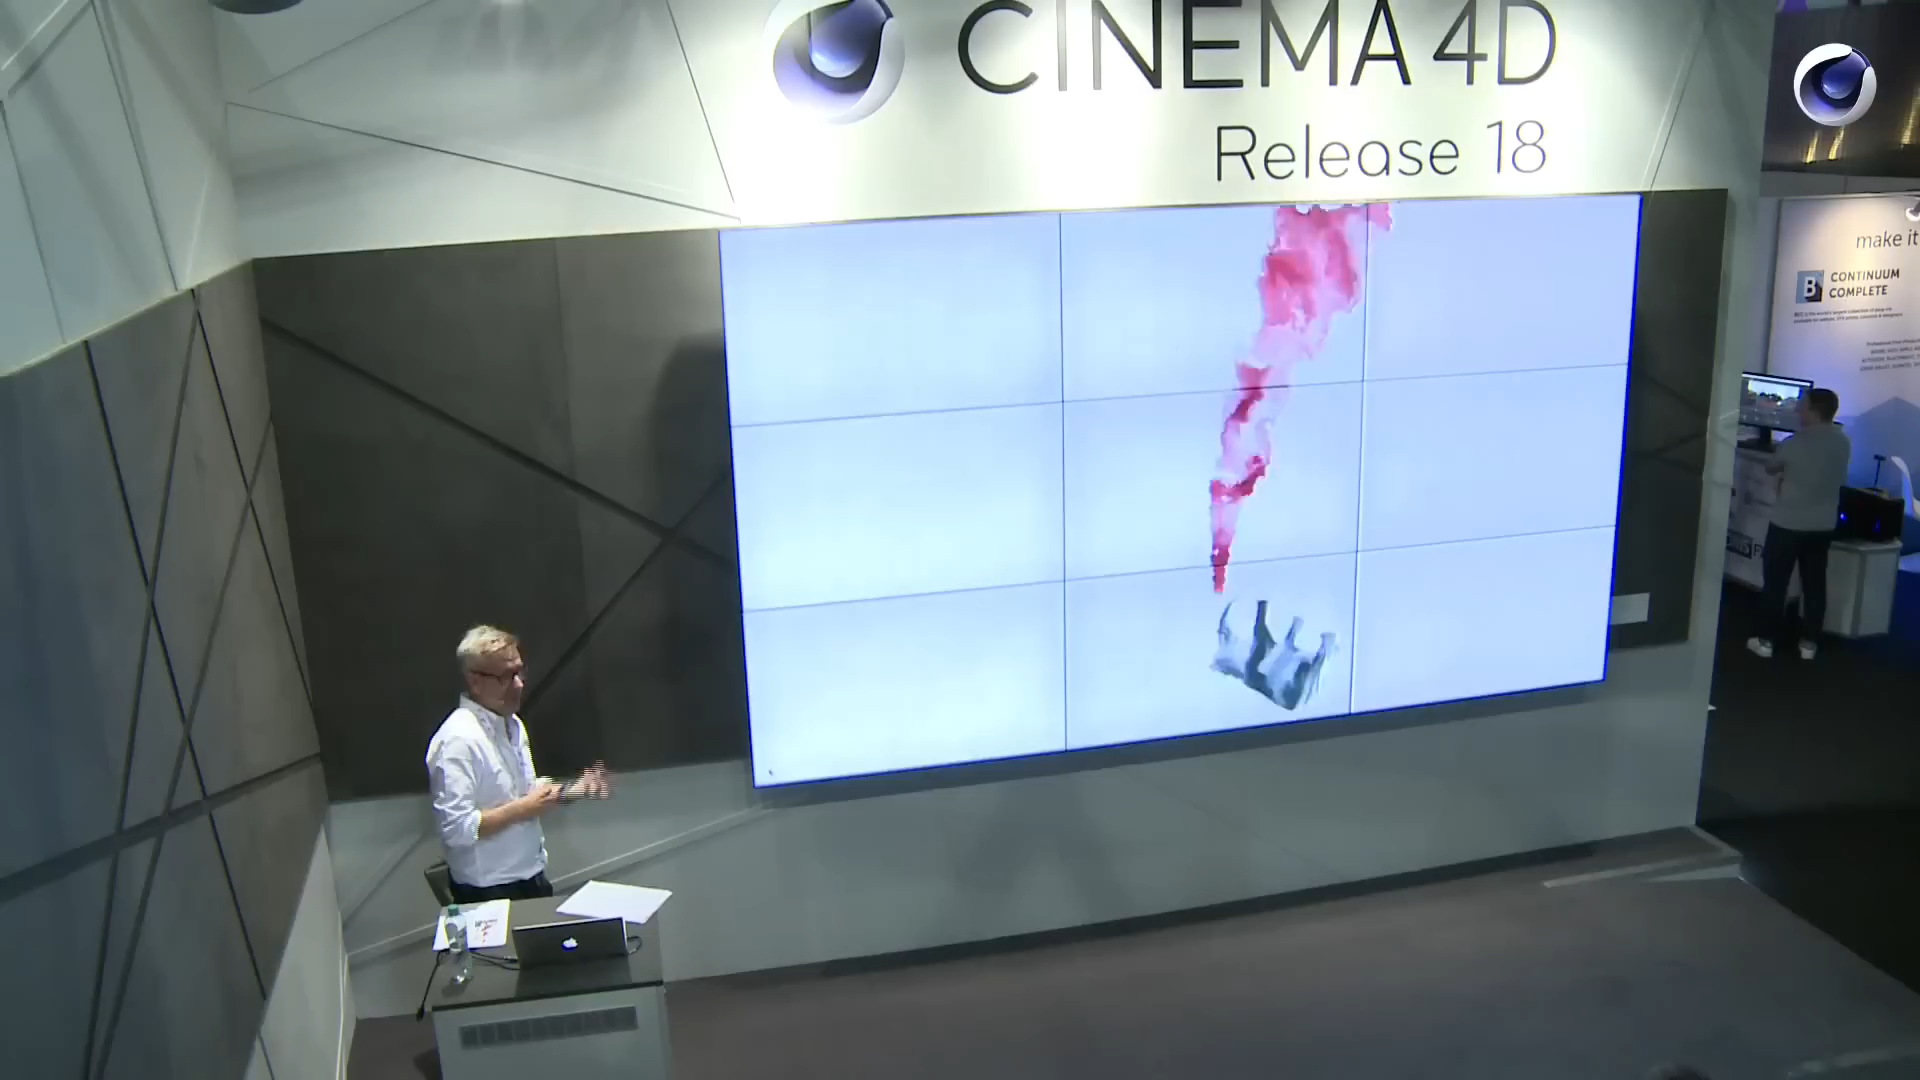 CINEMA 4D
Release 18
make it
B
CONTINUUM
COMPLETE